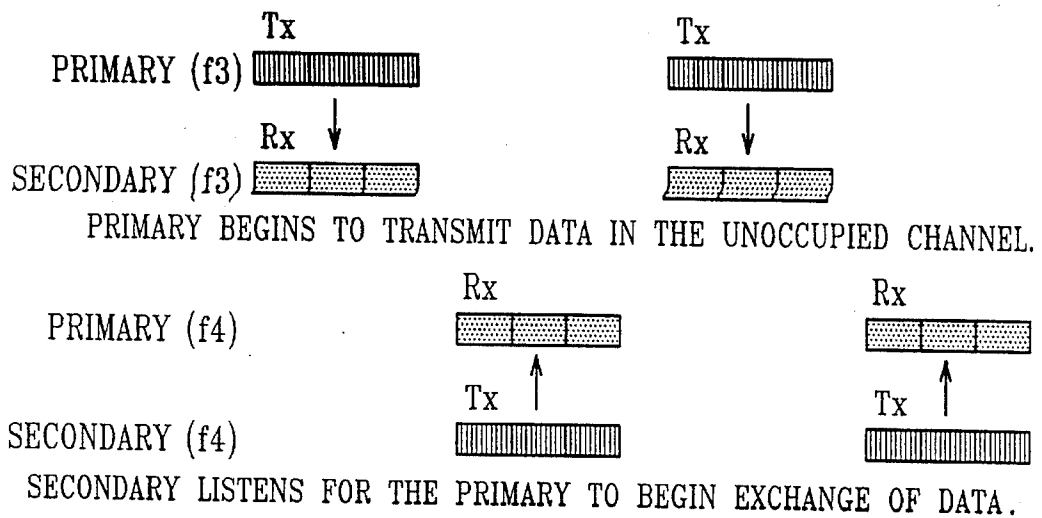 Tx Tx
PRIMARY (f3)
Rx Rx
SECONDARY (f3)
PRIMARY BEGINS TO TRANSMIT DATA IN THE UNOCCUPIED CHANNEL.
Rx Rx
PRIMARY (f4)
Tx Tx
SECONDARY (f4)
SECONDARY LISTENS FOR THE PRIMARY TO BEGIN EXCHANGE OF DATA.